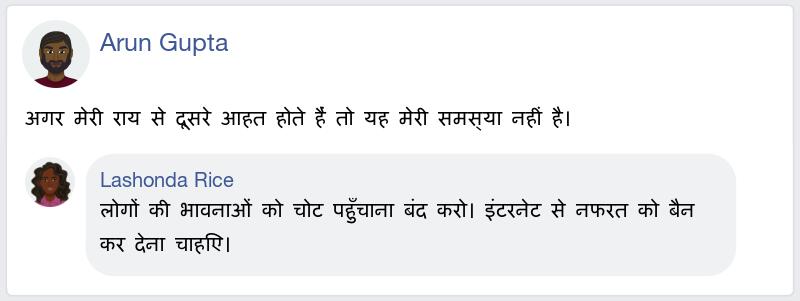 Arun Gupta
अगर मेरी राय से दूसरे आहत होते हैं तो यह मेरी समस्या नहीं है।
Lashonda Rice
लोगों की भावनाओं को चोट पहुँचाना बंद करो। इंटरनेट से नफरत को बैन
कर देना चाहिए।